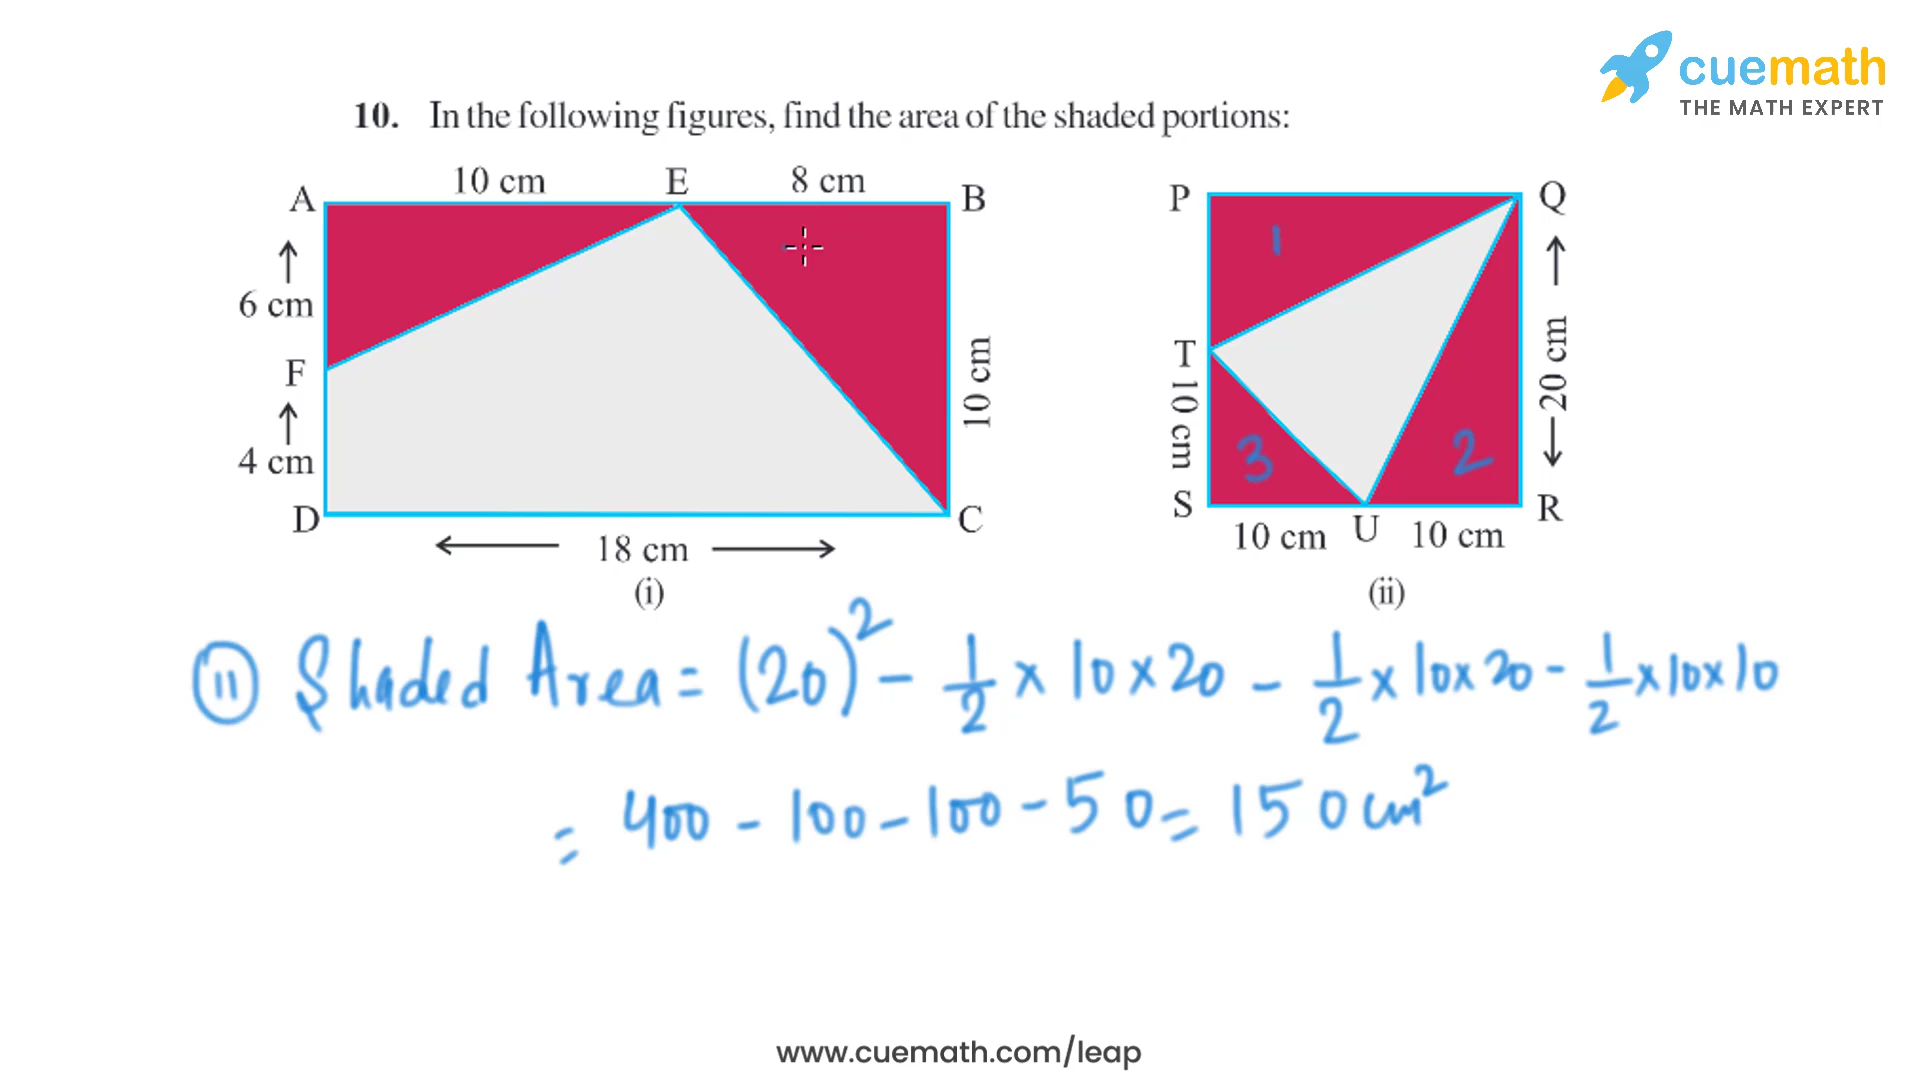 cuemath
THE MATH EXPERT
10. In the following figures, find the area of the shaded portions:
A 10 cm E 8 cm B
6 cm
F
4 cm
10 cm
D C
18 cm
(i)
P Q
1
T
10 cm
20 cm
3 2
S U R
10 cm 10 cm
(ii)
(ii) Shaded Area = (20)² - 1/2 × 10 × 20 - 1/2 × 10 × 20 - 1/2 × 10 × 10
= 400 - 100 - 100 - 50 = 150 cm²
www.cuemath.com/leap